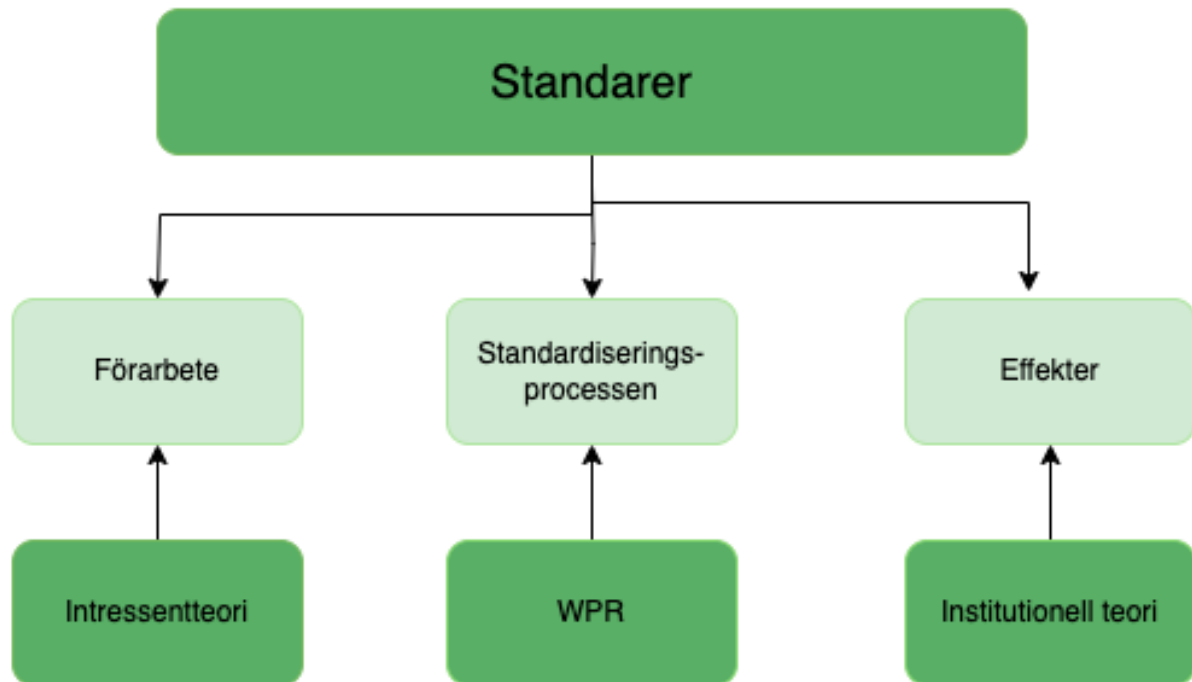 Standarer
Förarbete
Standardiserings-
processen
Effekter
Intressentteori
WPR
Institutionell teori